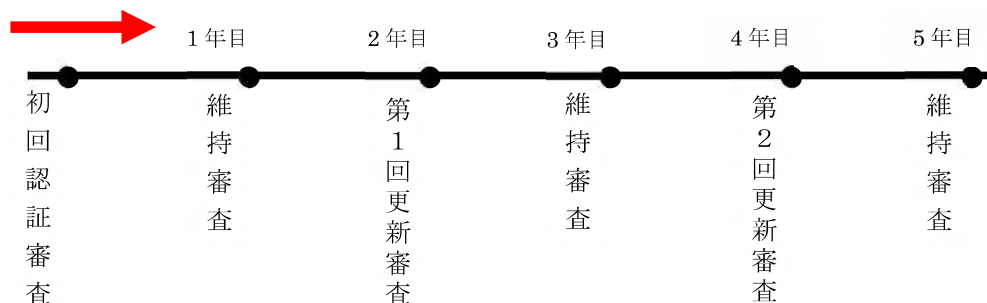 1年目
2年目
3年目
4年目
5年目
初回認証審査
維持審査
第1回更新審査
維持審査
第2回更新審査
維持審査